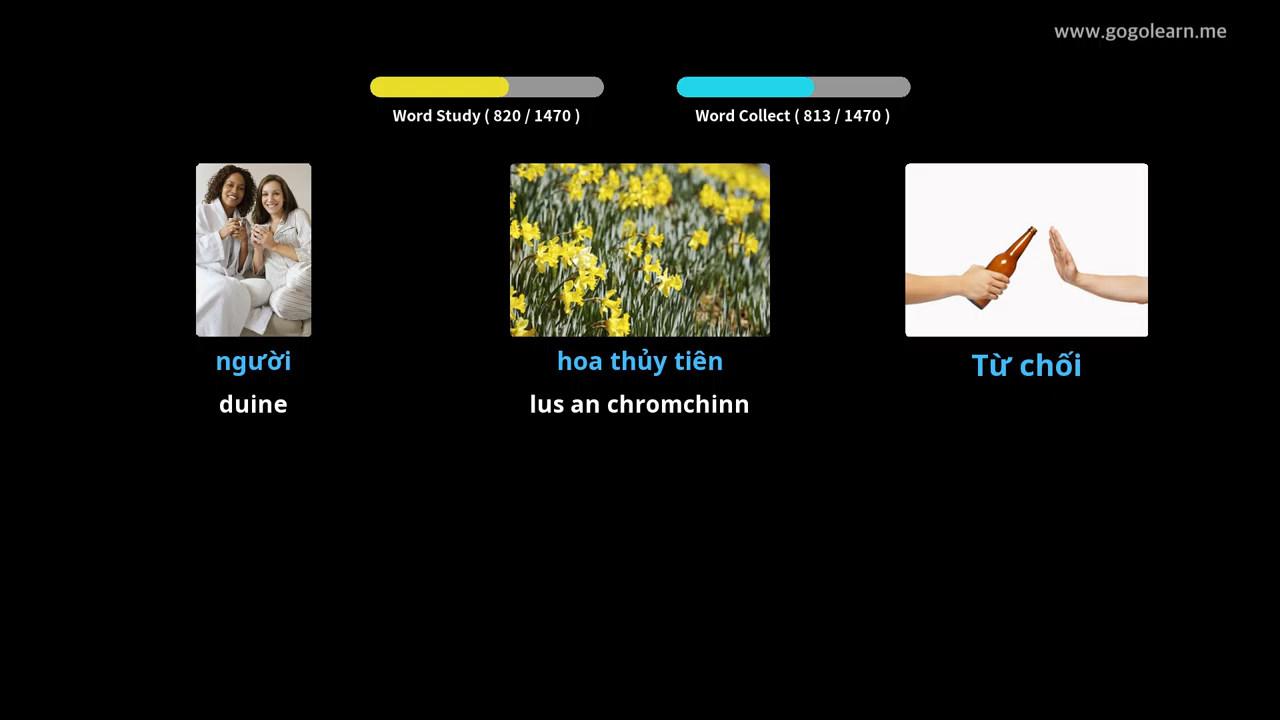 www.gogolearn.me
Word Study ( 820 / 1470 )
Word Collect ( 813 / 1470 )
người
hoa thủy tiên
Từ chối
duine
lus an chromchinn